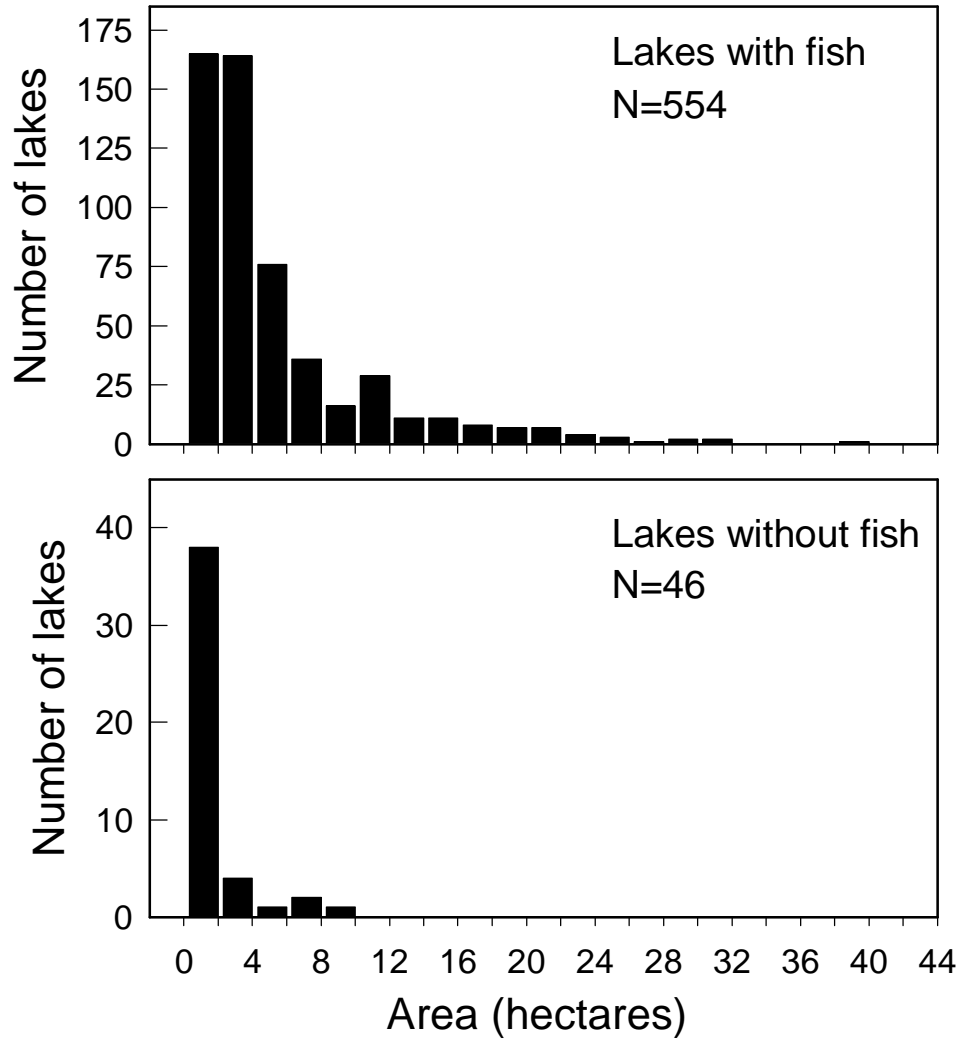 Number of lakes
175
150
125
100
75
50
25
0
Lakes with fish
N=554
Number of lakes
40
30
20
10
0
Lakes without fish
N=46
0 4 8 12 16 20 24 28 32 36 40 44
Area (hectares)